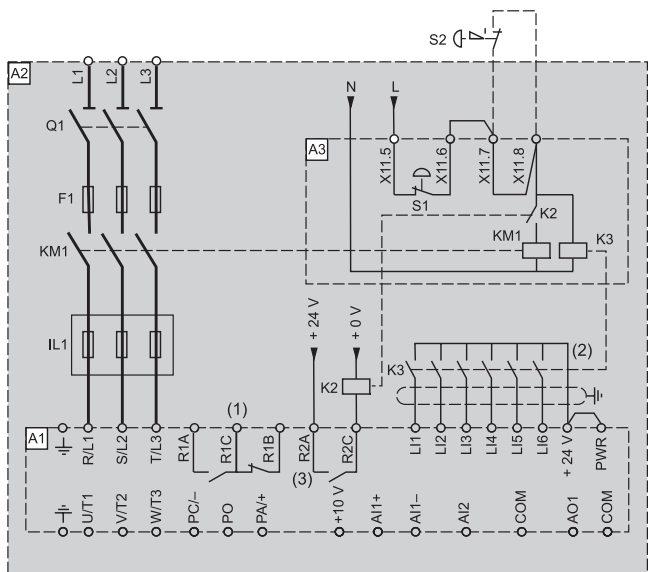 S2
A2
L1 L2 L3
N L
Q1
A3
X11.5 X11.6 X11.7 X11.8
F1
S1
K2
KM1
KM1
K3
+ 24 V
+ 0 V
IL1
(2)
K3
K2
(1)
A1
R/L1 S/L2 T/L3 R1A R1C R1B R2A R2C LI1 LI2 LI3 LI4 LI5 LI6 + 24 V PWR
(3)
U/T1 V/T2 W/T3 PC/– PO PA/+ +10 V AI1+ AI1– AI2 COM AO1 COM